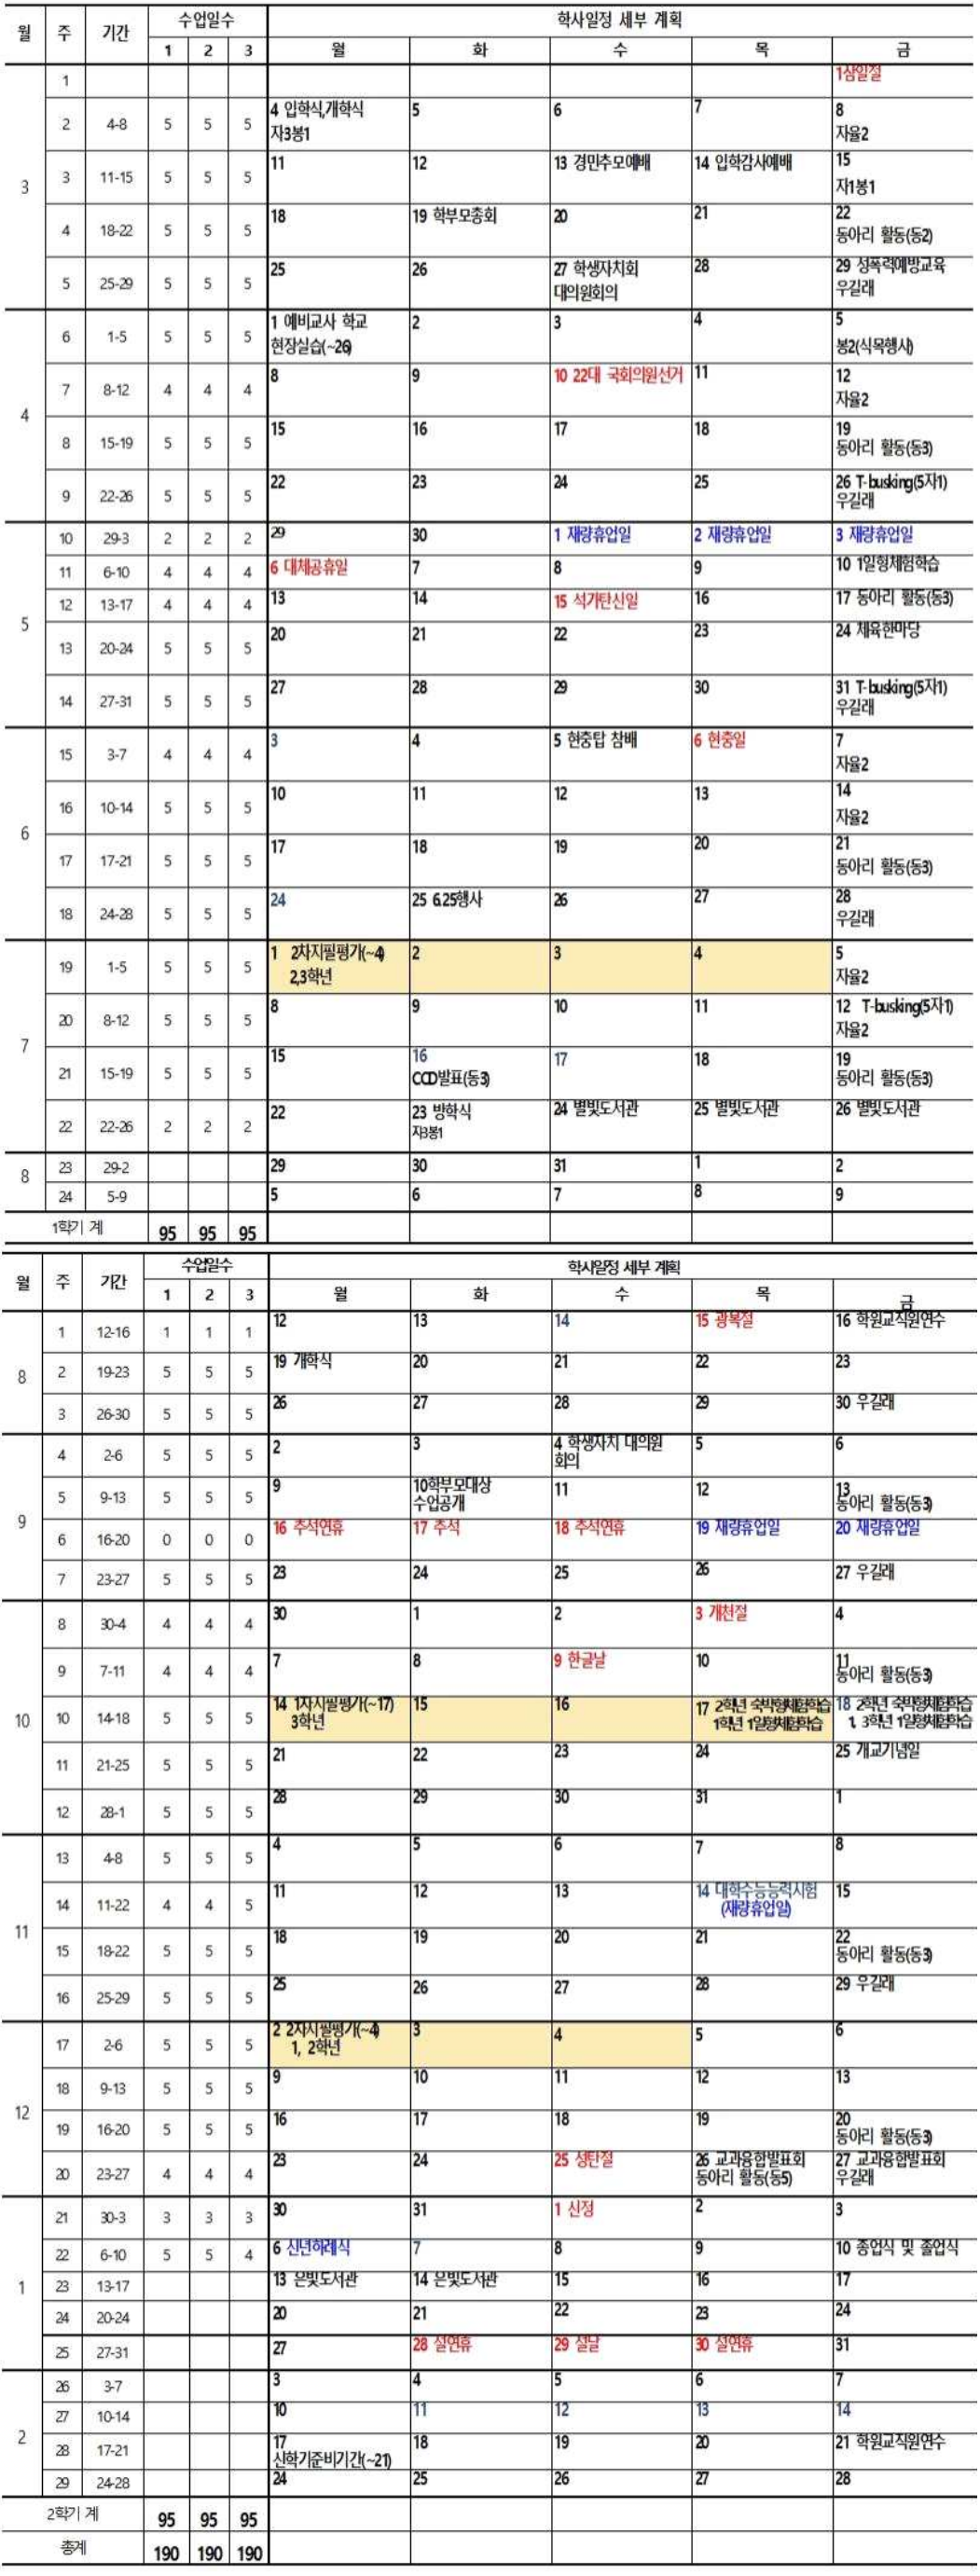 월 주 기간 수업일수 학사일정 세부 계획
1 2 3 월 화 수 목 금
3
1 1삼일절
2 4-8 5 5 5 4 입학식,개학식 5 6 7 8
자3봉1 자율2
3 11-15 5 5 5 11 12 13 경민추모예배 14 입학감사예배 15
자1봉1
4 18-22 5 5 5 18 19 학부모총회 20 21 22
동아리 활동(동2)
5 25-29 5 5 5 25 26 27 학생자치회 28 29 성폭력예방교육
대의원회의 우길래
4
6 1-5 5 5 5 1 예비교사 학교 2 3 4 5
현장실습(~26) 봉2(식목행사)
7 8-12 4 4 4 8 9 10 22대 국회의원선거 11 12
자율2
8 15-19 5 5 5 15 16 17 18 19
동아리 활동(동3)
9 22-26 5 5 5 22 23 24 25 26 T-busking(5자1)
우길래
5
10 29-3 2 2 2 29 30 1 재량휴업일 2 재량휴업일 3 재량휴업일
11 6-10 4 4 4 6 대체공휴일 7 8 9 10 1일형체험학습
12 13-17 4 4 4 13 14 15 석가탄신일 16 17 동아리 활동(동3)
13 20-24 5 5 5 20 21 22 23 24 체육한마당
14 27-31 5 5 5 27 28 29 30 31 T-busking(5자1)
우길래
6
15 3-7 4 4 4 3 4 5 현충탑 참배 6 현충일 7
자율2
16 10-14 5 5 5 10 11 12 13 14
자율2
17 17-21 5 5 5 17 18 19 20 21
동아리 활동(동3)
18 24-28 5 5 5 24 25 6.25행사 26 27 28
우길래
7
19 1-5 5 5 5 1 2차지필평가(~4) 2 3 4 5
2,3학년 자율2
20 8-12 5 5 5 8 9 10 11 12 T-busking(5자1)
자율2
21 15-19 5 5 5 15 16 17 18 19
CCD발표(동3) 동아리 활동(동3)
22 22-26 2 2 2 22 23 방학식 24 별빛도서관 25 별빛도서관 26 별빛도서관
자3봉1
8
23 29-2 29 30 31 1 2
24 5-9 5 6 7 8 9
1학기 계 95 95 95
월 주 기간 수업일수 학사일정 세부 계획
1 2 3 월 화 수 목 금
8
1 12-16 1 1 1 12 13 14 15 광복절 16 학원교직원연수
2 19-23 5 5 5 19 개학식 20 21 22 23
3 26-30 5 5 5 26 27 28 29 30 우길래
9
4 2-6 5 5 5 2 3 4 학생자치 대의원 5 6
회의
5 9-13 5 5 5 9 10학부모대상 11 12 13
수업공개 동아리 활동(동3)
6 16-20 0 0 0 16 추석연휴 17 추석 18 추석연휴 19 재량휴업일 20 재량휴업일
7 23-27 5 5 5 23 24 25 26 27 우길래
10
8 30-4 4 4 4 30 1 2 3 개천절 4
9 7-11 4 4 4 7 8 9 한글날 10 11
동아리 활동(동3)
10 14-18 5 5 5 14 1차지필평가(~17) 15 16 17 2학년 숙박형체험학습 18 2학년 숙박형체험학습
3학년 1학년 1일형체험학습 1, 3학년 1일형체험학습
11 21-25 5 5 5 21 22 23 24 25 개교기념일
12 28-1 5 5 5 28 29 30 31 1
11
13 4-8 5 5 5 4 5 6 7 8
14 11-22 4 4 5 11 12 13 14 대학수능능력시험 15
(재량휴업일)
15 18-22 5 5 5 18 19 20 21 22
동아리 활동(동3)
16 25-29 5 5 5 25 26 27 28 29 우길래
12
17 2-6 5 5 5 2 2차지필평가(~4) 3 4 5 6
1, 2학년
18 9-13 5 5 5 9 10 11 12 13
19 16-20 5 5 5 16 17 18 19 20
동아리 활동(동3)
20 23-27 4 4 4 23 24 25 성탄절 26 교과융합발표회 27 교과융합발표회
동아리 활동(동5) 우길래
1
21 30-3 3 3 3 30 31 1 신정 2 3
22 6-10 5 5 4 6 신년하례식 7 8 9 10 종업식 및 졸업식
23 13-17 13 은빛도서관 14 은빛도서관 15 16 17
24 20-24 20 21 22 23 24
25 27-31 27 28 설연휴 29 설날 30 설연휴 31
2
26 3-7 3 4 5 6 7
27 10-14 10 11 12 13 14
28 17-21 17 18 19 20 21 학원교직원연수
신학기준비기간(~21)
29 24-28 24 25 26 27 28
2학기 계 95 95 95
총계 190 190 190